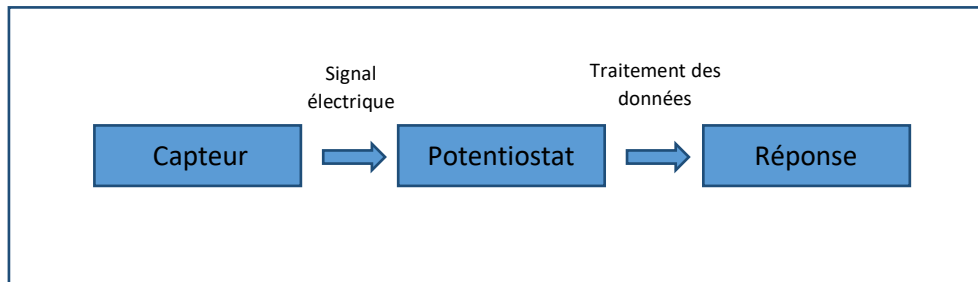 Signal
électrique
Traitement des
données
Capteur
Potentiostat
Réponse